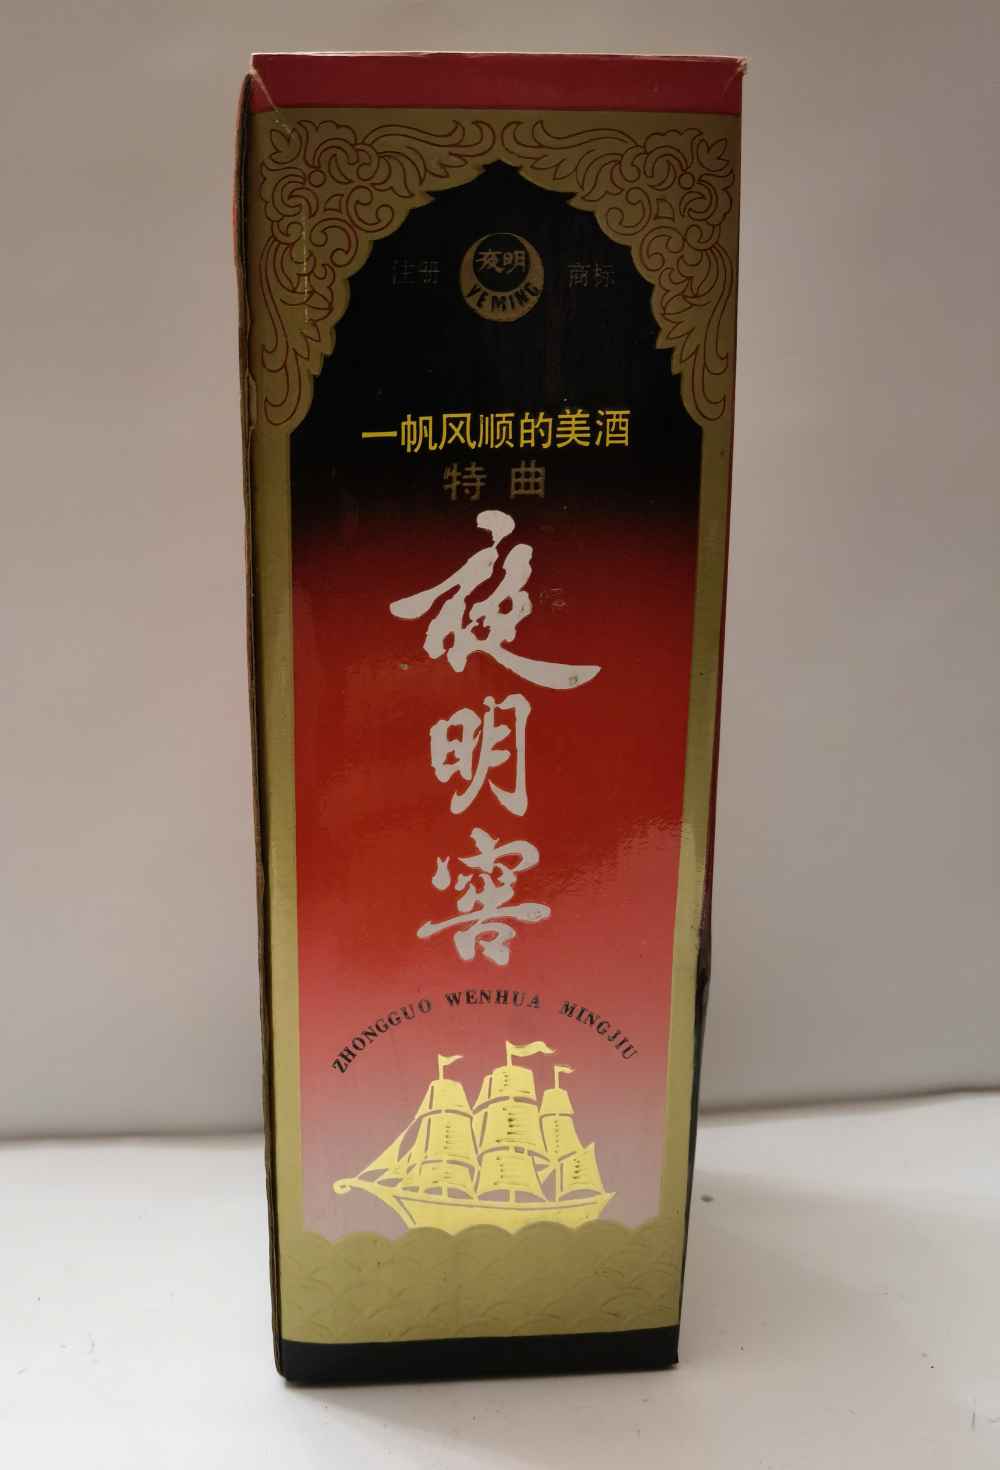 夜明
注册 商标
YEMING
一帆风顺的美酒
特曲
夜
明
窖
ZHONGGUO WENHUA MINGJIU